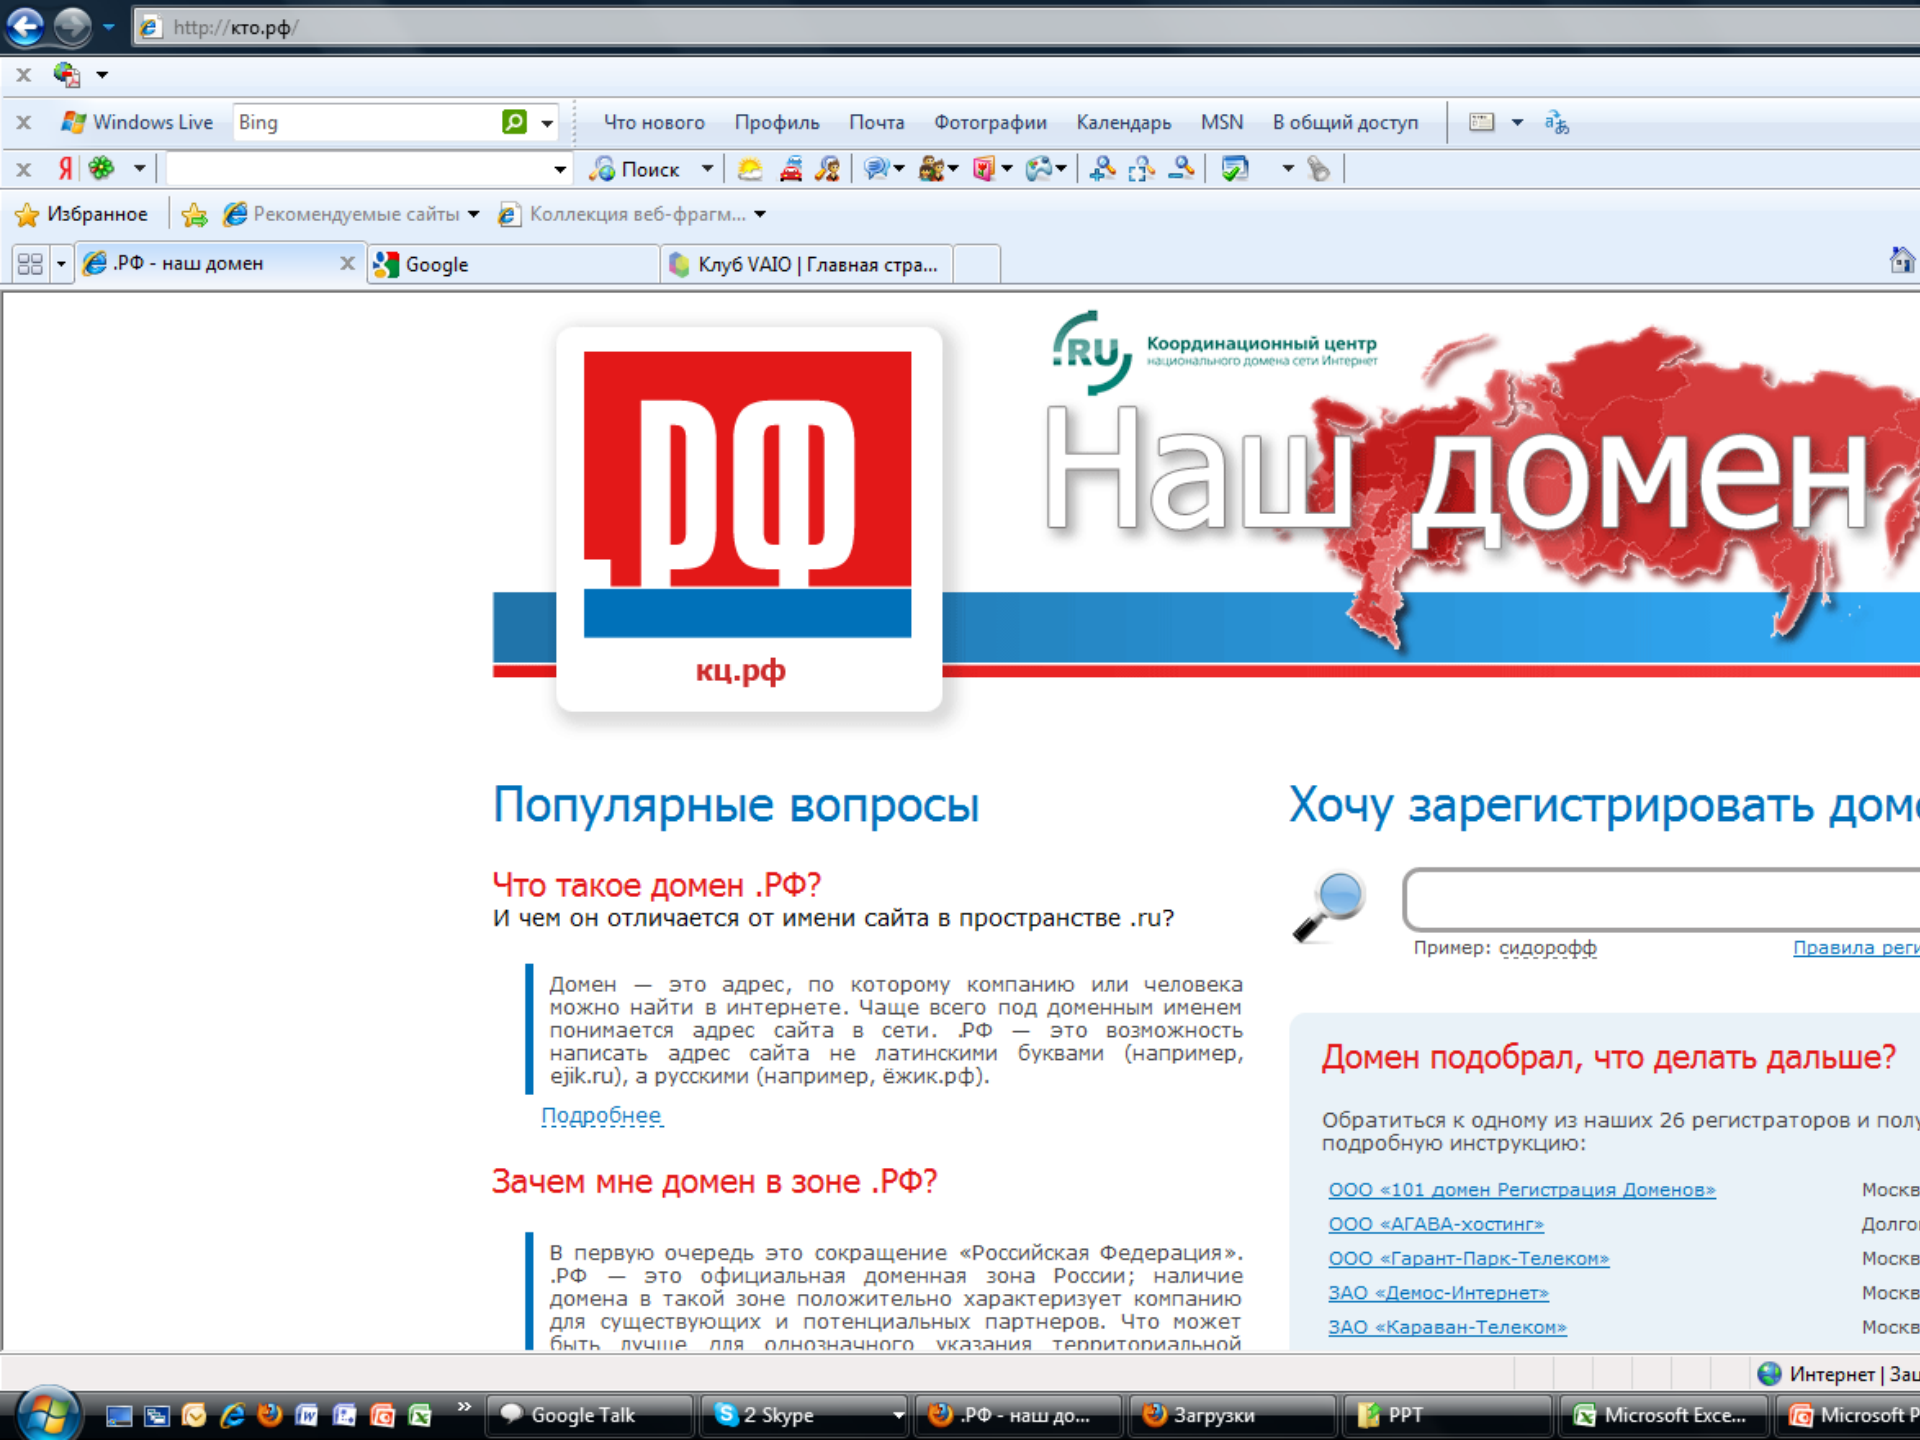 http://кто.рф/
Windows Live
Bing
Что нового
Профиль
Почта
Фотографии
Календарь
MSN
В общий доступ
Я
Поиск
Избранное
Рекомендуемые сайты
Коллекция веб-фрагм...
.РФ - наш домен
Google
Клуб VAIO | Главная стра...
.RU
Координационный центр
национального домена сети Интернет
.РФ
Наш домен
кц.рф
Популярные вопросы
Что такое домен .РФ?
И чем он отличается от имени сайта в пространстве .ru?
Домен — это адрес, по которому компанию или человека
можно найти в интернете. Чаще всего под доменным именем
понимается адрес сайта в сети. .РФ — это возможность
написать адрес сайта не латинскими буквами (например,
ejik.ru), а русскими (например, ёжик.рф).
Подробнее
Зачем мне домен в зоне .РФ?
В первую очередь это сокращение «Российская Федерация».
.РФ — это официальная доменная зона России; наличие
домена в такой зоне положительно характеризует компанию
для существующих и потенциальных партнеров. Что может
быть лучше для однозначного указания территориальной
Хочу зарегистрировать
Пример: сидорофф
Правила
Домен подобрал, что делать дальше?
Обратиться к одному из наших 26 регистраторов и
подробную инструкцию:
ООО «101 домен Регистрация Доменов»
ООО «АГАВА-хостинг»
ООО «Гарант-Парк-Телеком»
ЗАО «Демос-Интернет»
ЗАО «Караван-Телеком»
Интернет |
Google Talk
2 Skype
.РФ - наш до...
Загрузки
PPT
Microsoft Exce...
Microsoft